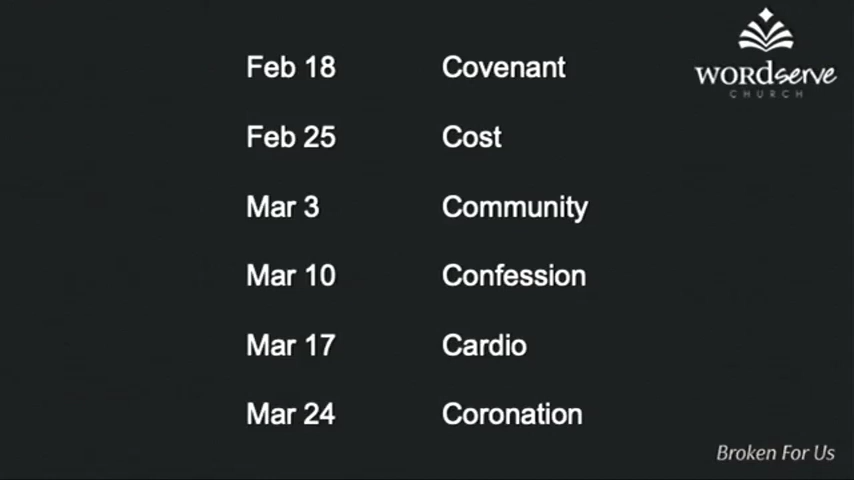 Feb 18 Covenant
Feb 25 Cost
Mar 3 Community
Mar 10 Confession
Mar 17 Cardio
Mar 24 Coronation
WORDserve
CHURCH
Broken For Us